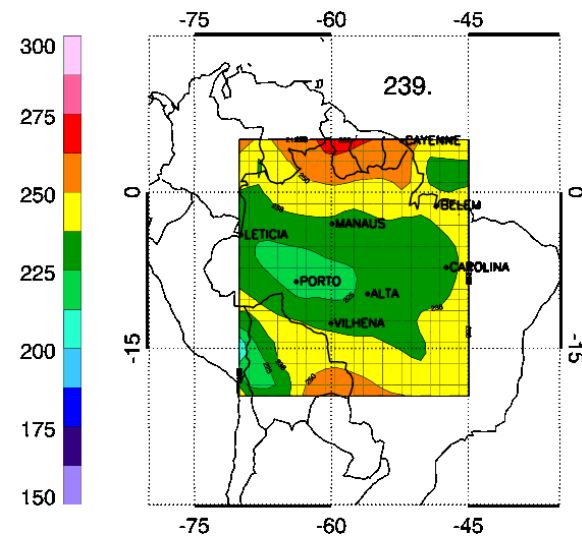 -75 -60 -45
300
275
250
225
200
175
150
239.
CAYENNE
0 0
BELEM
LETICIA
MANAUS
CAROLINA
PORTO
ALTA
VILHENA
-15 -15
-75 -60 -45